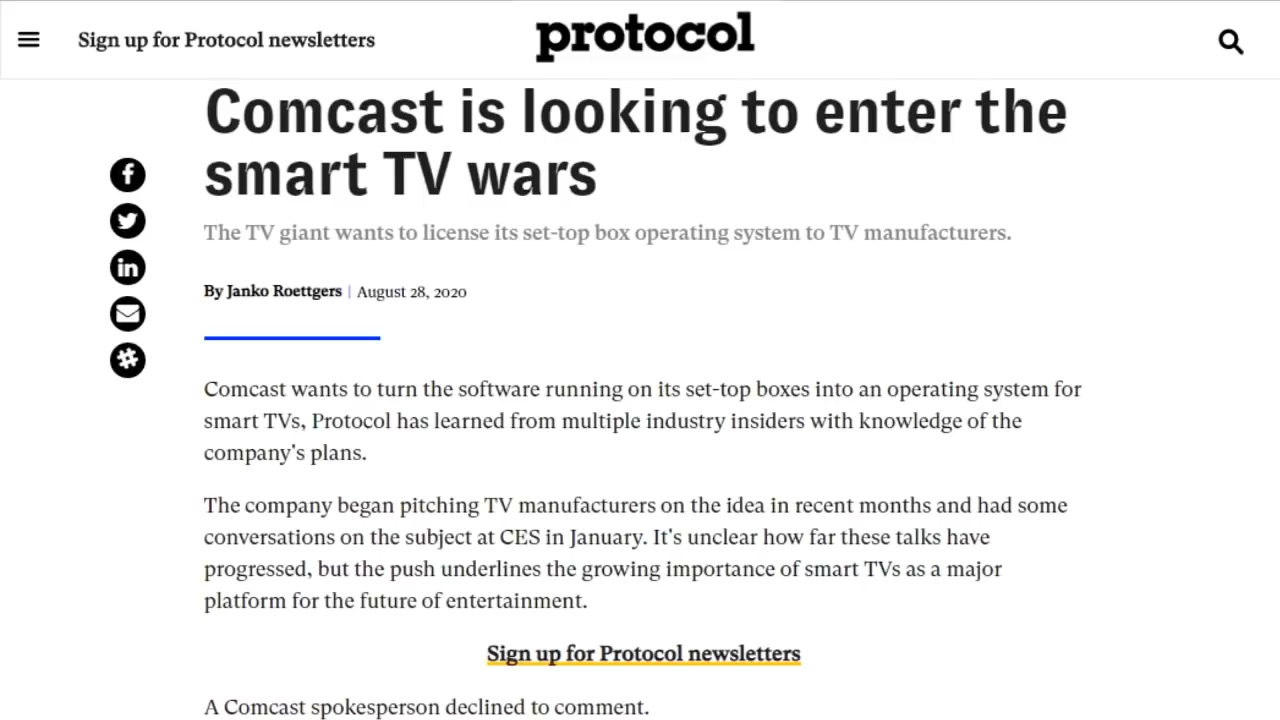 Sign up for Protocol newsletters
protocol
Comcast is looking to enter the
smart TV wars
The TV giant wants to license its set-top box operating system to TV manufacturers.
By Janko Roettgers | August 28, 2020
Comcast wants to turn the software running on its set-top boxes into an operating system for
smart TVs, Protocol has learned from multiple industry insiders with knowledge of the
company's plans.
The company began pitching TV manufacturers on the idea in recent months and had some
conversations on the subject at CES in January. It's unclear how far these talks have
progressed, but the push underlines the growing importance of smart TVs as a major
platform for the future of entertainment.
Sign up for Protocol newsletters
A Comcast spokesperson declined to comment.